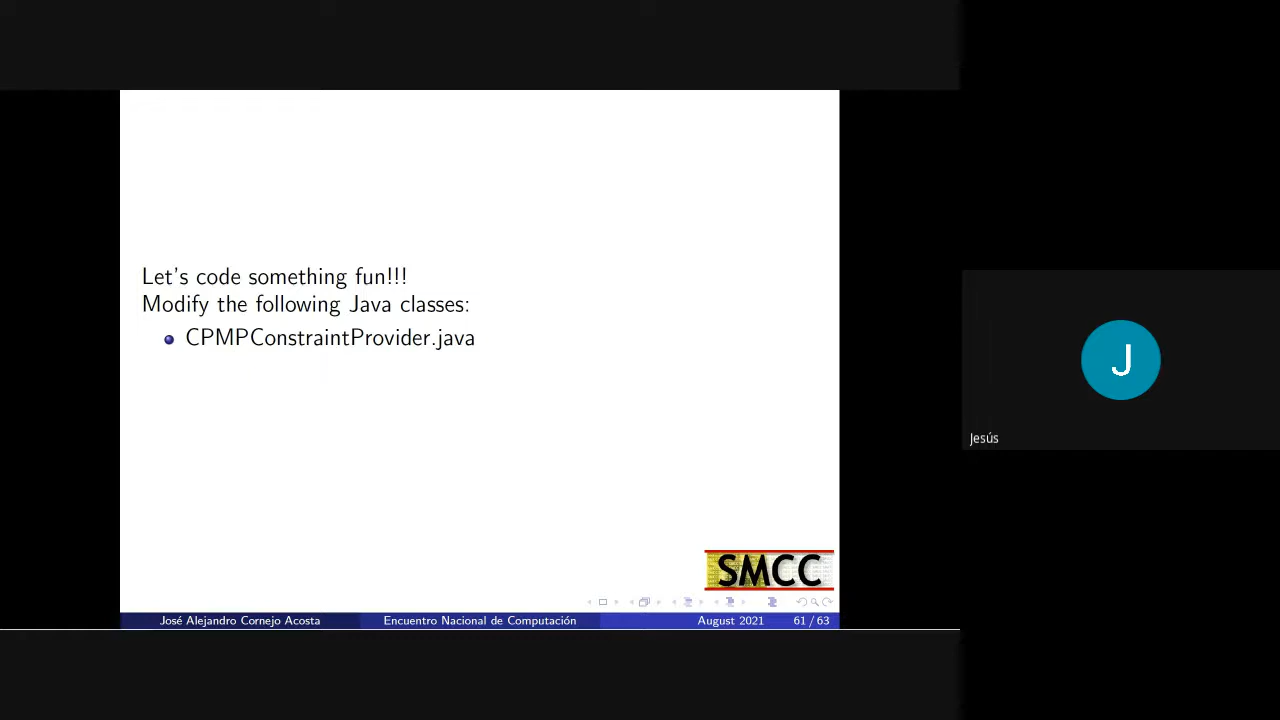 Let's code something fun!!!
Modify the following Java classes:
CPMPConstraintProvider.java
SMCC
José Alejandro Cornejo Acosta
Encuentro Nacional de Computación
August 2021
61 / 63
J
Jesús